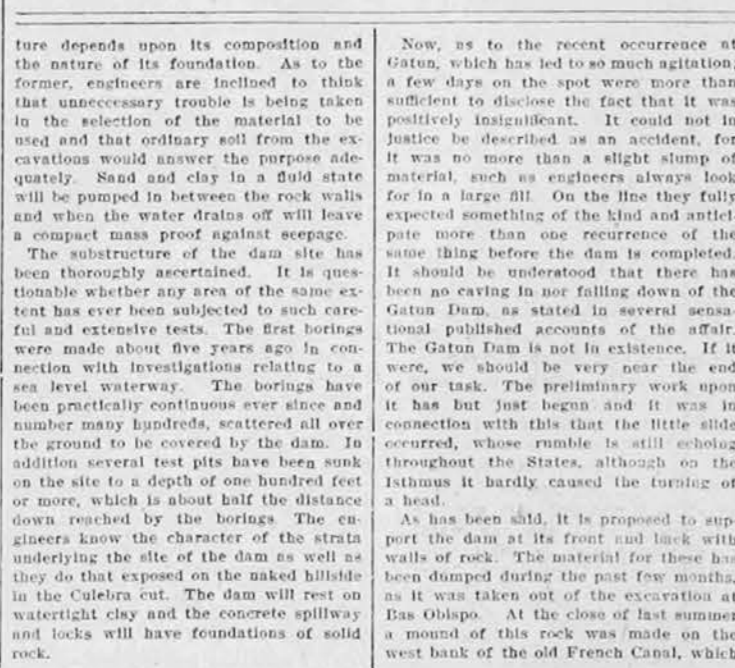 ture depends upon its composition and
the nature of its foundation. As to the
former, engineers are inclined to think
that unneccessary trouble is being taken
in the selection of the material to be
used and that ordinary soil from the ex-
cavations would answer the purpose ade-
quately. Sand and clay in a fluid state
will be pumped in between the rock walls
and when the water drains off will leave
a compact mass proof against seepage.
The substructure of the dam site has
been thoroughly ascertained. It is ques-
tionable whether any area of the same ex-
tent has ever been subjected to such care-
ful and extensive tests. The first borings
were made about five years ago in con-
nection with investigations relating to a
sea level waterway. The borings have
been practically continuous ever since and
number many hundreds, scattered all over
the ground to be covered by the dam. In
addition several test pits have been sunk
on the site to a depth of one hundred feet
or more, which is about half the distance
down reached by the borings. The en-
gineers know the character of the strata
underlying the site of the dam as well as
they do that exposed on the naked hillside
in the Culebra cut. The dam will rest on
watertight clay and the concrete spillway
and locks will have foundations of solid
rock.
Now, as to the recent occurrence at
Gatun, which has led to so much agitation,
a few days on the spot were more than
sufficient to disclose the fact that it was
positively insignificant. It could not in
justice be described as an accident, for
it was no more than a slight slump of
material, such as engineers always look
for in a large fill. On the line they fully
expected something of the kind and antici-
pate more than one recurrence of the
same thing before the dam is completed.
It should be understood that there has
been no caving in nor falling down of the
Gatun Dam, as stated in several sensa-
tional published accounts of the affair.
The Gatun Dam is not in existence. If it
were, we should be very near the end
of our task. The preliminary work upon
it has but just begun and it was in
connection with this that the little slide
occurred, whose rumble is still echoing
throughout the States, although on the
Isthmus it hardly caused the turning of
a head.
As has been said, it is proposed to sup-
port the dam at its front and back with
walls of rock. The material for these has
been dumped during the past few months,
as it was taken out of the excavation at
Bas Obispo. At the close of last summer
a mound of this rock was made on the
west bank of the old French Canal, which